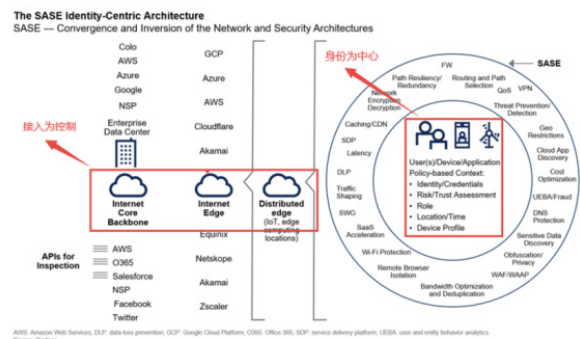 The SASE Identity-Centric Architecture
SASE — Convergence and Inversion of the Network and Security Architectures
Colo
AWS
Azure
Google
NSP
Enterprise
Data Center
Internet
Core
Backbone
APIs for
Inspection
AWS
O365
Salesforce
NSP
Facebook
Twitter
GCP
Azure
AWS
Cloudflare
Akamai
Internet
Edge
Equinix
Netskope
Akamai
Zscaler
Distributed
edge
(IoT, edge
computing
locations)
接入为控制
身份为中心
SASE
FW
Routing and Path
Selection
QoS
VPN
Threat Prevention/
Detection
Geo
Restrictions
Cloud App
Discovery
Cost
Optimization
UEBA/Fraud
DNS
Protection
Sensitive Data
Discovery
Obfuscation/
Privacy
WAF/WAAP
Bandwidth Optimization
and Deduplication
Remote Browser
Isolation
Wi-Fi Protection
SaaS
Acceleration
SWG
Traffic
Shaping
DLP
Latency
SDP
Caching/CDN
Network
Encryption
Decryption
Path Resiliency/
Redundancy
User(s)/Device/Application
Policy-based Context:
• Identity/Credentials
• Risk/Trust Assessment
• Role
• Location/Time
• Device Profile
AWS: Amazon Web Services; DLP: data loss prevention; GCP: Google Cloud Platform; O365: Office 365; SDP: service delivery platform; UEBA: user and entity behavior analytics